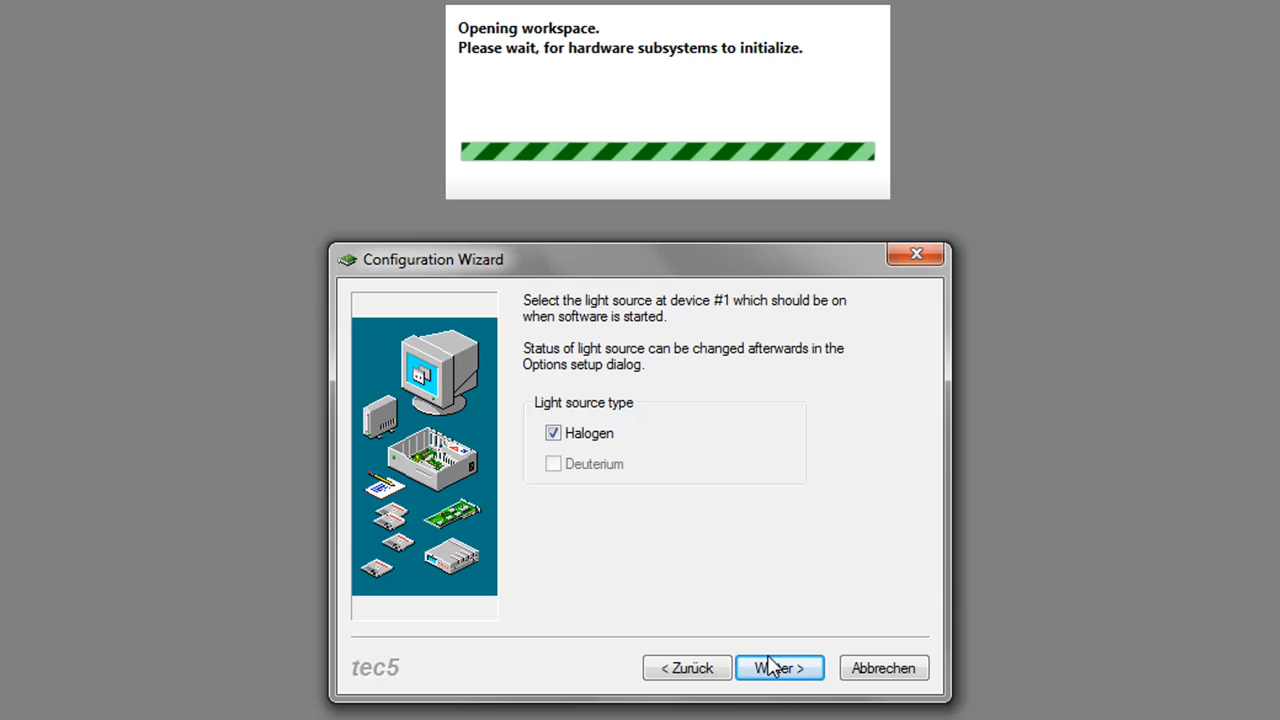 Opening workspace.
Please wait, for hardware subsystems to initialize.
Configuration Wizard
Select the light source at device #1 which should be on
when software is started.
Status of light source can be changed afterwards in the
Options setup dialog.
Light source type
Halogen
Deuterium
tec5
< Zurück
Weiter >
Abbrechen